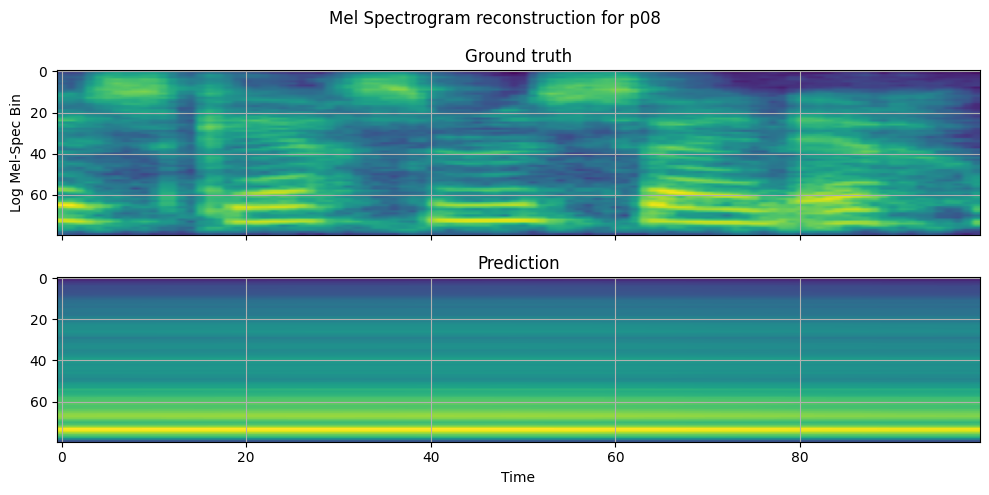 Mel Spectrogram reconstruction for p08
Ground truth
0
20
40
60
Log Mel-Spec Bin
Prediction
0
20
40
60
0 20 40 60 80
Time